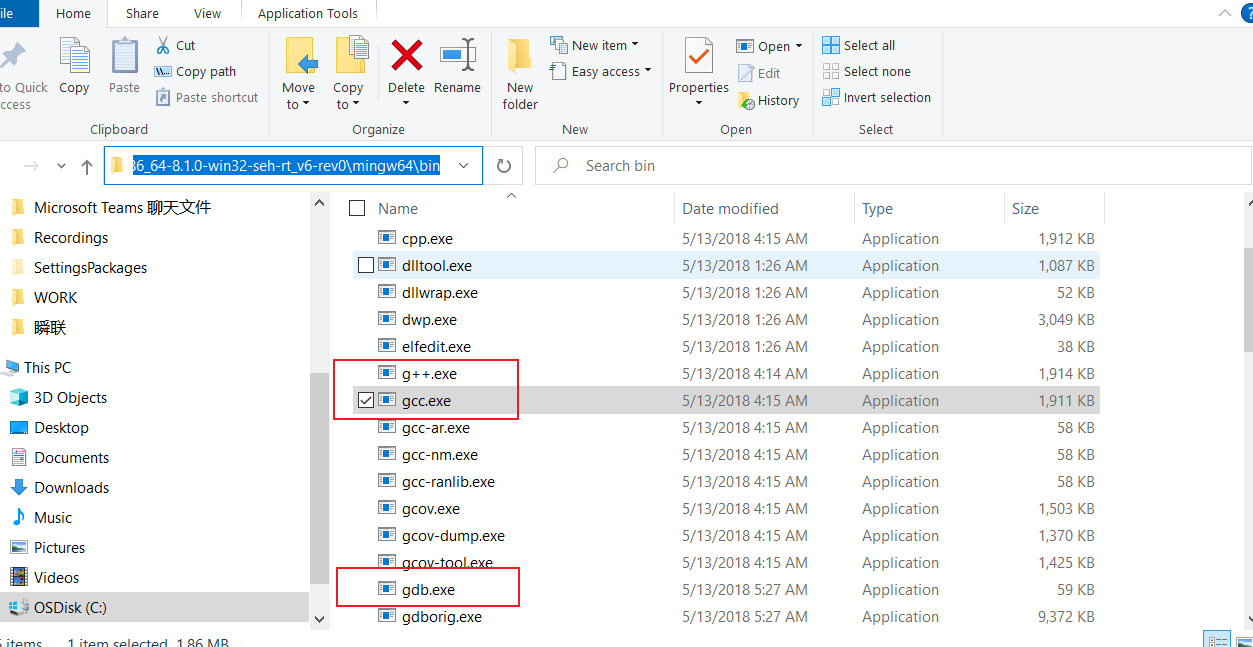 ile Home Share View Application Tools
to Quick
ccess
Copy
Paste
Cut
Copy path
Paste shortcut
Move
to
Copy
to
Delete
Rename
New
folder
New item
Easy access
Properties
Open
Edit
History
Select all
Select none
Invert selection
Clipboard Organize New Open Select
36_64-8.1.0-win32-seh-rt_v6-rev0\mingw64\bin
Search bin
Microsoft Teams 聊天文件
Recordings
SettingsPackages
WORK
瞬联
This PC
3D Objects
Desktop
Documents
Downloads
Music
Pictures
Videos
OSDisk (C:)
Name Date modified Type Size
cpp.exe 5/13/2018 4:15 AM Application 1,912 KB
dlltool.exe 5/13/2018 1:26 AM Application 1,087 KB
dllwrap.exe 5/13/2018 1:26 AM Application 52 KB
dwp.exe 5/13/2018 1:26 AM Application 3,049 KB
elfedit.exe 5/13/2018 1:26 AM Application 38 KB
g++.exe 5/13/2018 4:14 AM Application 1,914 KB
gcc.exe 5/13/2018 4:15 AM Application 1,911 KB
gcc-ar.exe 5/13/2018 4:15 AM Application 58 KB
gcc-nm.exe 5/13/2018 4:15 AM Application 58 KB
gcc-ranlib.exe 5/13/2018 4:15 AM Application 58 KB
gcov.exe 5/13/2018 4:15 AM Application 1,503 KB
gcov-dump.exe 5/13/2018 4:15 AM Application 1,370 KB
gcov-tool.exe 5/13/2018 4:15 AM Application 1,425 KB
gdb.exe 5/13/2018 5:27 AM Application 59 KB
gdborig.exe 5/13/2018 5:27 AM Application 9,372 KB
items 1 item selected 1.86 MB